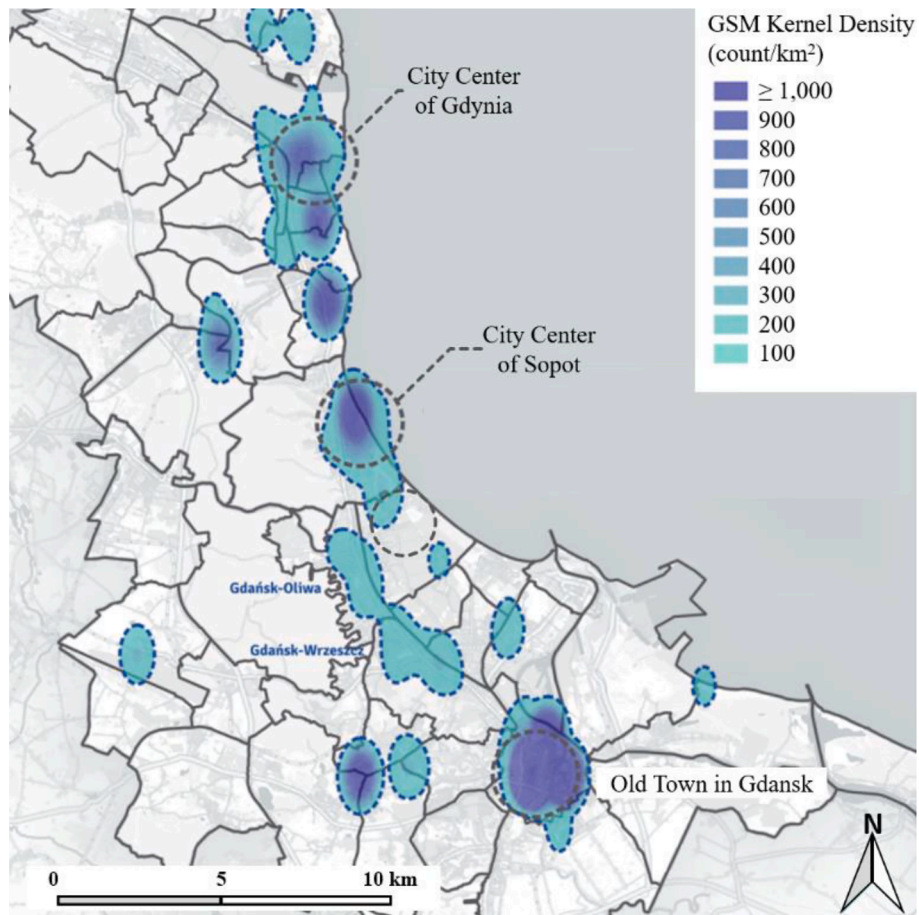 GSM Kernel Density
(count/km²)
≥ 1,000
900
800
700
600
500
400
300
200
100
City Center
of Gdynia
City Center
of Sopot
Gdańsk-Oliwa
Gdańsk-Wrzeszcz
Old Town in Gdansk
N
0 5 10 km